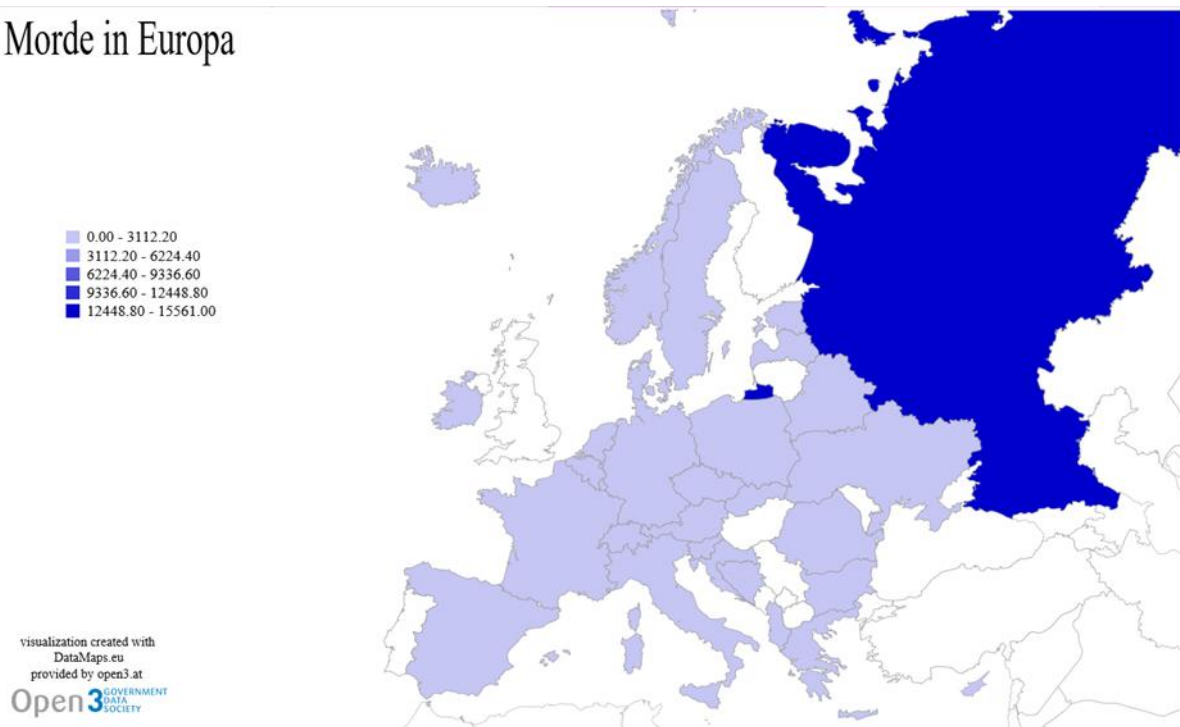 Morde in Europa
0.00 - 3112.20
3112.20 - 6224.40
6224.40 - 9336.60
9336.60 - 12448.80
12448.80 - 15561.00
visualization created with
DataMaps.eu
provided by open3.at
Open3 GOVERNMENT
DATA
SOCIETY